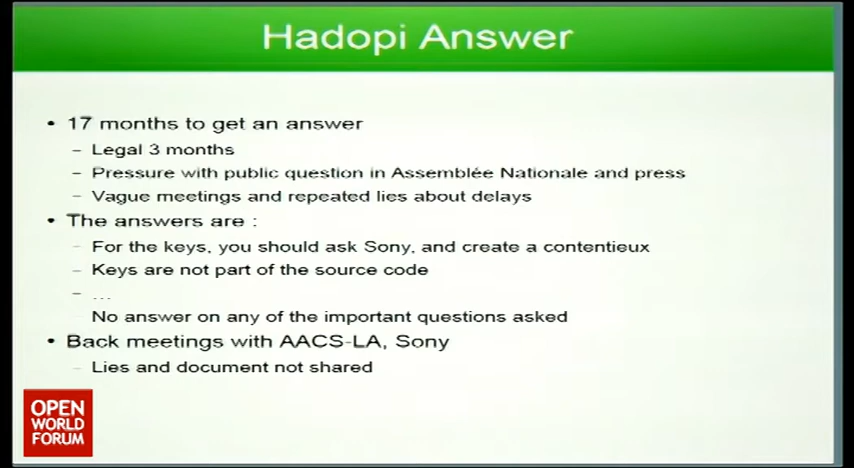 Hadopi Answer
• 17 months to get an answer
– Legal 3 months
– Pressure with public question in Assemblée Nationale and press
– Vague meetings and repeated lies about delays
• The answers are :
– For the keys, you should ask Sony, and create a contentieux
– Keys are not part of the source code
– ...
– No answer on any of the important questions asked
• Back meetings with AACS-LA, Sony
– Lies and document not shared
OPEN
WORLD
FORUM